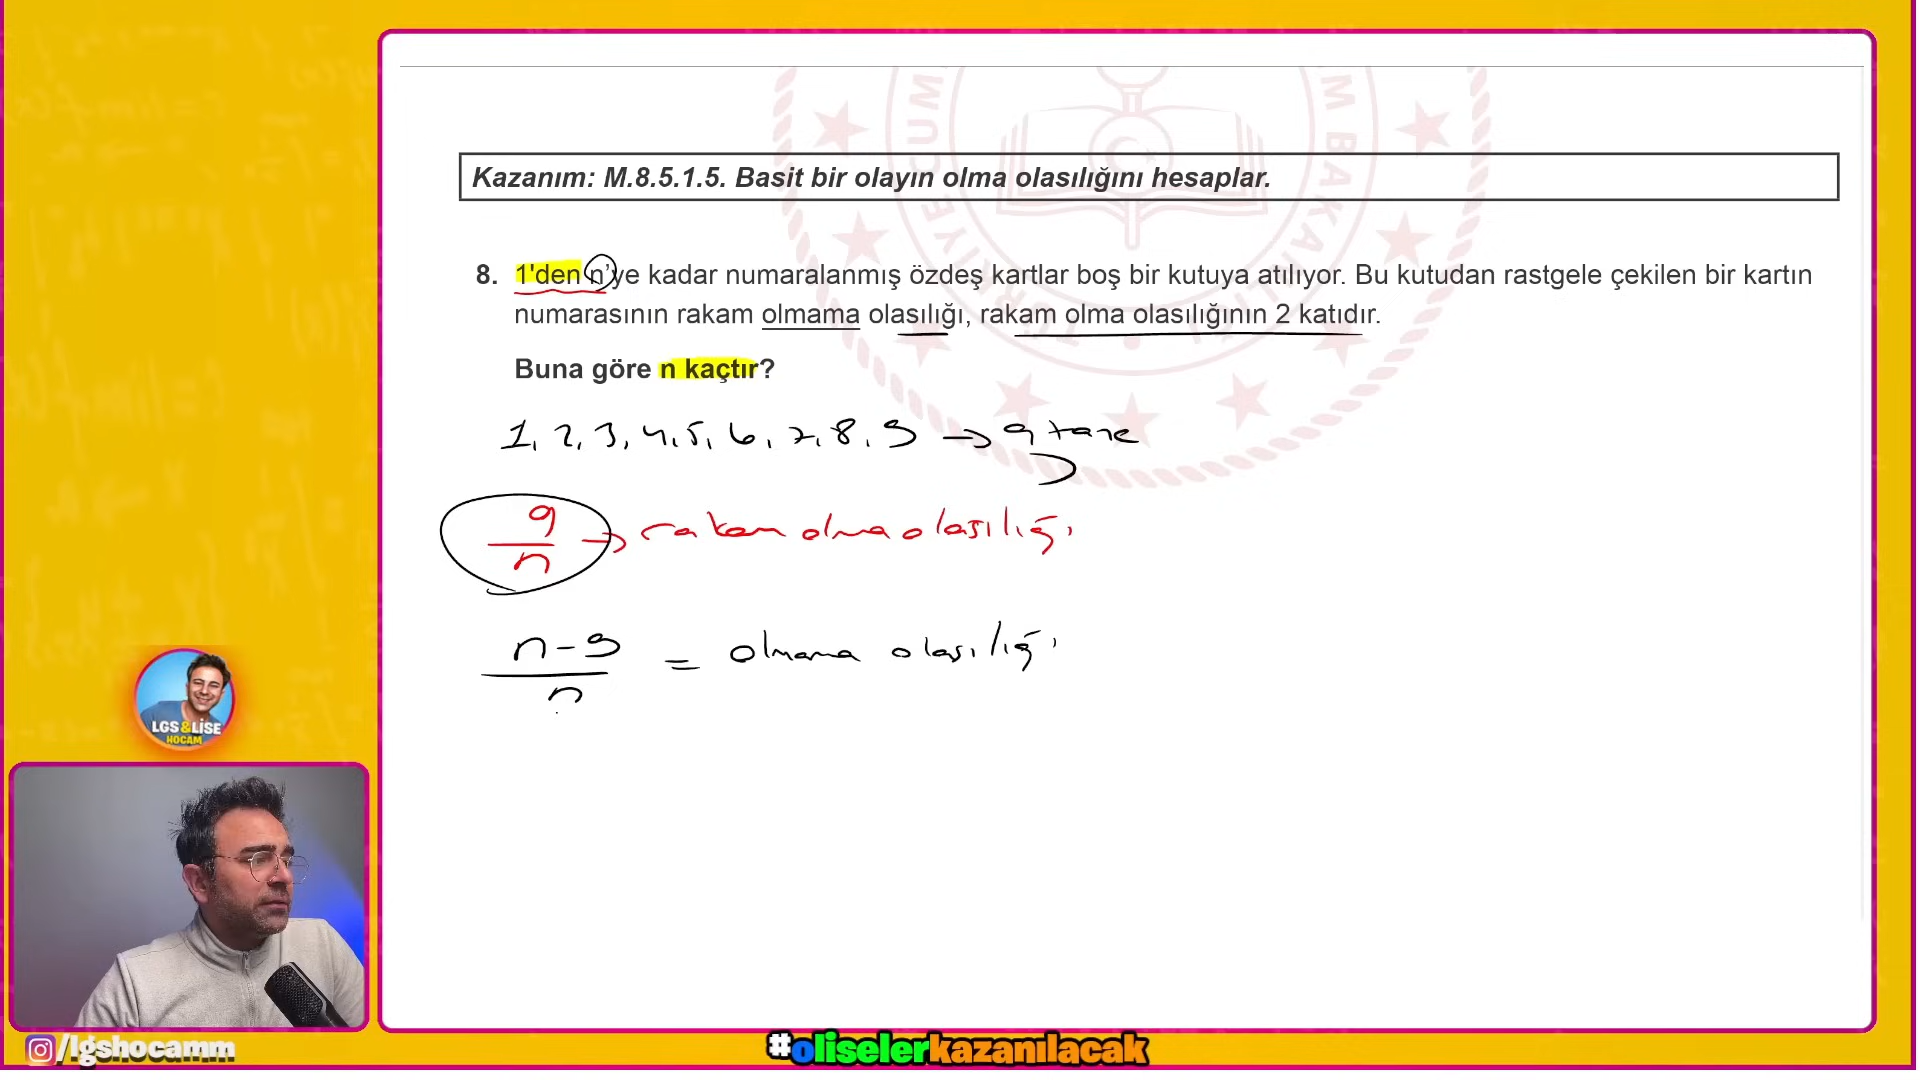 Kazanım: M.8.5.1.5. Basit bir olayın olma olasılığını hesaplar.
8. 1'den n'ye kadar numaralanmış özdeş kartlar boş bir kutuya atılıyor. Bu kutudan rastgele çekilen bir kartın
numarasının rakam olmama olasılığı, rakam olma olasılığının 2 katıdır.
Buna göre n kaçtır?
1, 2, 3, 4, 5, 6, 7, 8, 9 → 9 tane
9
n
→ rakam olma olasılığı
n-9
n
= olmama olasılığı
LGS&LİSE
HOCAM
/lgshocamm
#oliselerkazanılacak